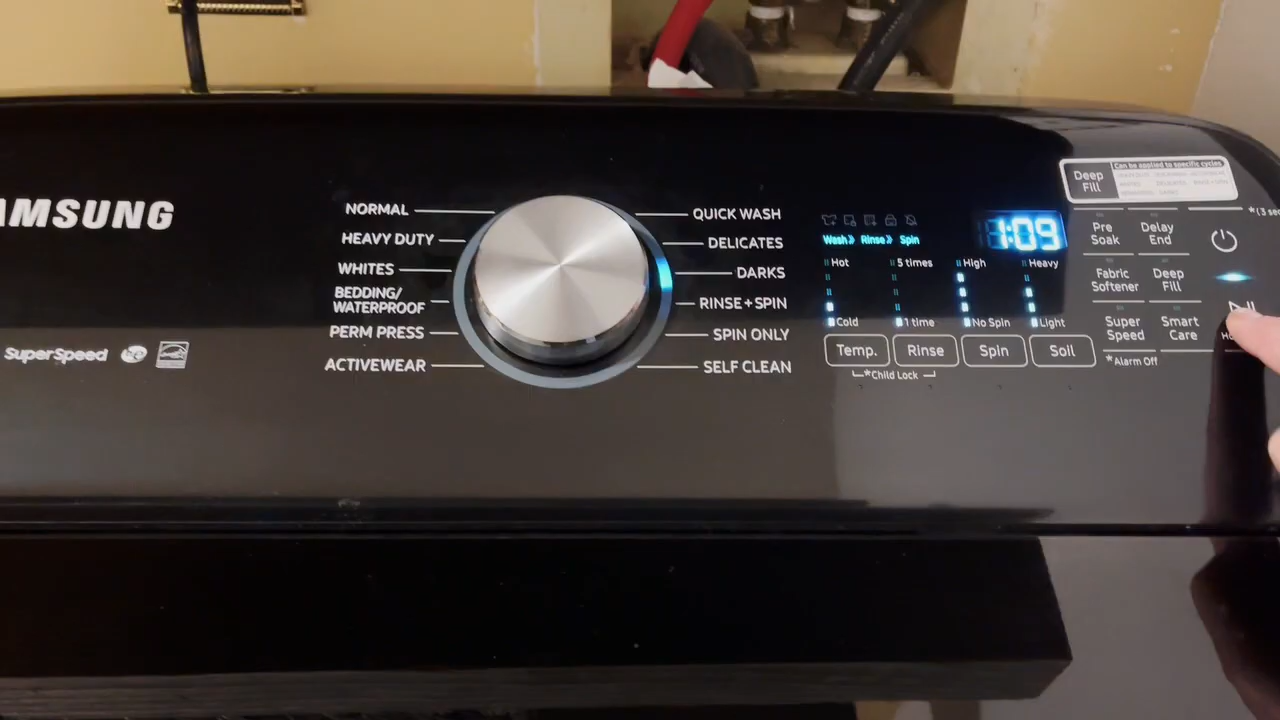 AMSUNG
SuperSpeed
NORMAL
HEAVY DUTY
WHITES
BEDDING/
WATERPROOF
PERM PRESS
ACTIVEWEAR
QUICK WASH
DELICATES
DARKS
RINSE+SPIN
SPIN ONLY
SELF CLEAN
Wash» Rinse» Spin
1:09
Hot 5 times High Heavy
Cold 1 time No Spin Light
Temp. Rinse Spin Soil
*Child Lock
Deep
Fill
Can be applied to specific cycles
*(3 sec
Pre
Soak
Delay
End
Fabric
Softener
Deep
Fill
Super
Speed
Smart
Care
*Alarm Off